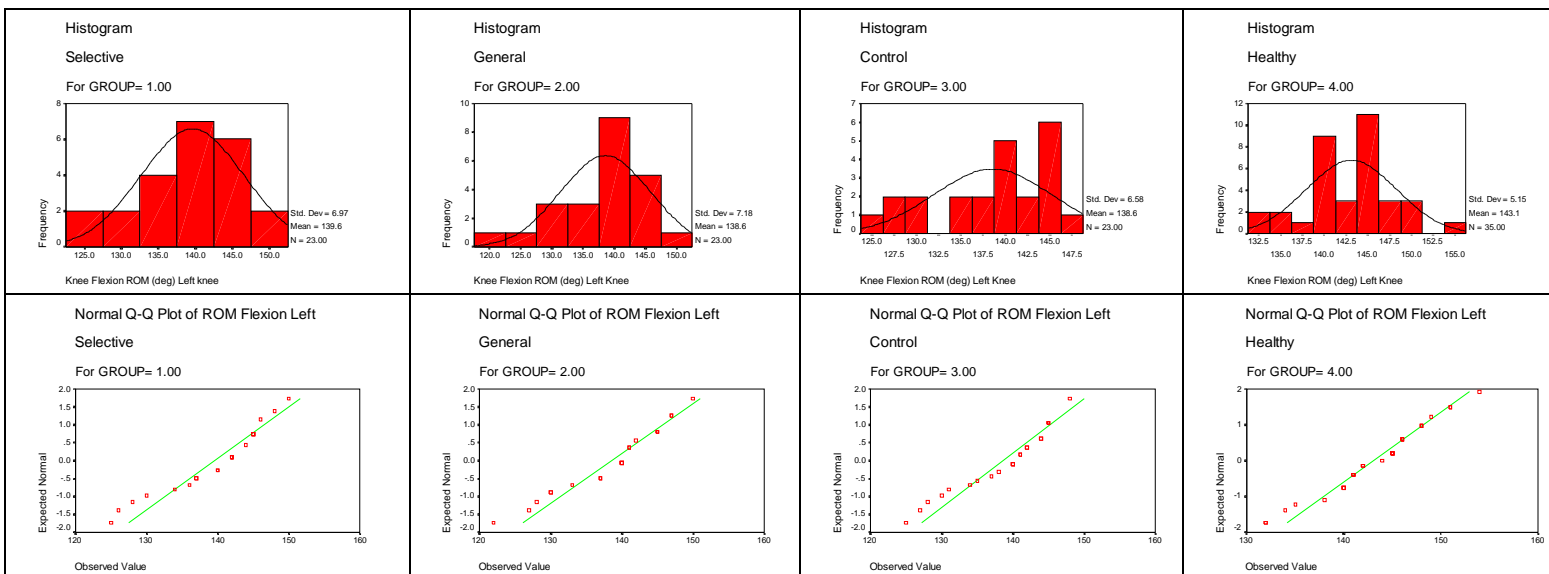 Histogram
Selective
For GROUP= 1.00
8
6
4
2
0
Frequency
125.0 130.0 135.0 140.0 145.0 150.0
Std. Dev = 6.97
Mean = 139.6
N = 23.00
Knee Flexion ROM (deg) Left knee
Histogram
General
For GROUP= 2.00
10
8
6
4
2
0
Frequency
120.0 125.0 130.0 135.0 140.0 145.0 150.0
Std. Dev = 7.18
Mean = 138.6
N = 23.00
Knee Flexion ROM (deg) Left Knee
Histogram
Control
For GROUP= 3.00
7
6
5
4
3
2
1
0
Frequency
125.0 130.0 135.0 140.0 145.0
127.5 132.5 137.5 142.5 147.5
Std. Dev = 6.58
Mean = 138.6
N = 23.00
Knee Flexion ROM (deg) Left Knee
Histogram
Healthy
For GROUP= 4.00
12
10
8
6
4
2
0
Frequency
132.5 137.5 142.5 147.5 152.5
135.0 140.0 145.0 150.0 155.0
Std. Dev = 5.15
Mean = 143.1
N = 35.00
Knee Flexion ROM (deg) Left Knee
Normal Q-Q Plot of ROM Flexion Left
Selective
For GROUP= 1.00
2.0
1.5
1.0
.5
0.0
-.5
-1.0
-1.5
-2.0
Expected Normal
120 130 140 150 160
Observed Value
Normal Q-Q Plot of ROM Flexion Left
General
For GROUP= 2.00
2.0
1.5
1.0
.5
0.0
-.5
-1.0
-1.5
-2.0
Expected Normal
120 130 140 150 160
Observed Value
Normal Q-Q Plot of ROM Flexion Left
Control
For GROUP= 3.00
2.0
1.5
1.0
.5
0.0
-.5
-1.0
-1.5
-2.0
Expected Normal
120 130 140 150 160
Observed Value
Normal Q-Q Plot of ROM Flexion Left
Healthy
For GROUP= 4.00
2
1
0
-1
-2
Expected Normal
130 140 150 160
Observed Value